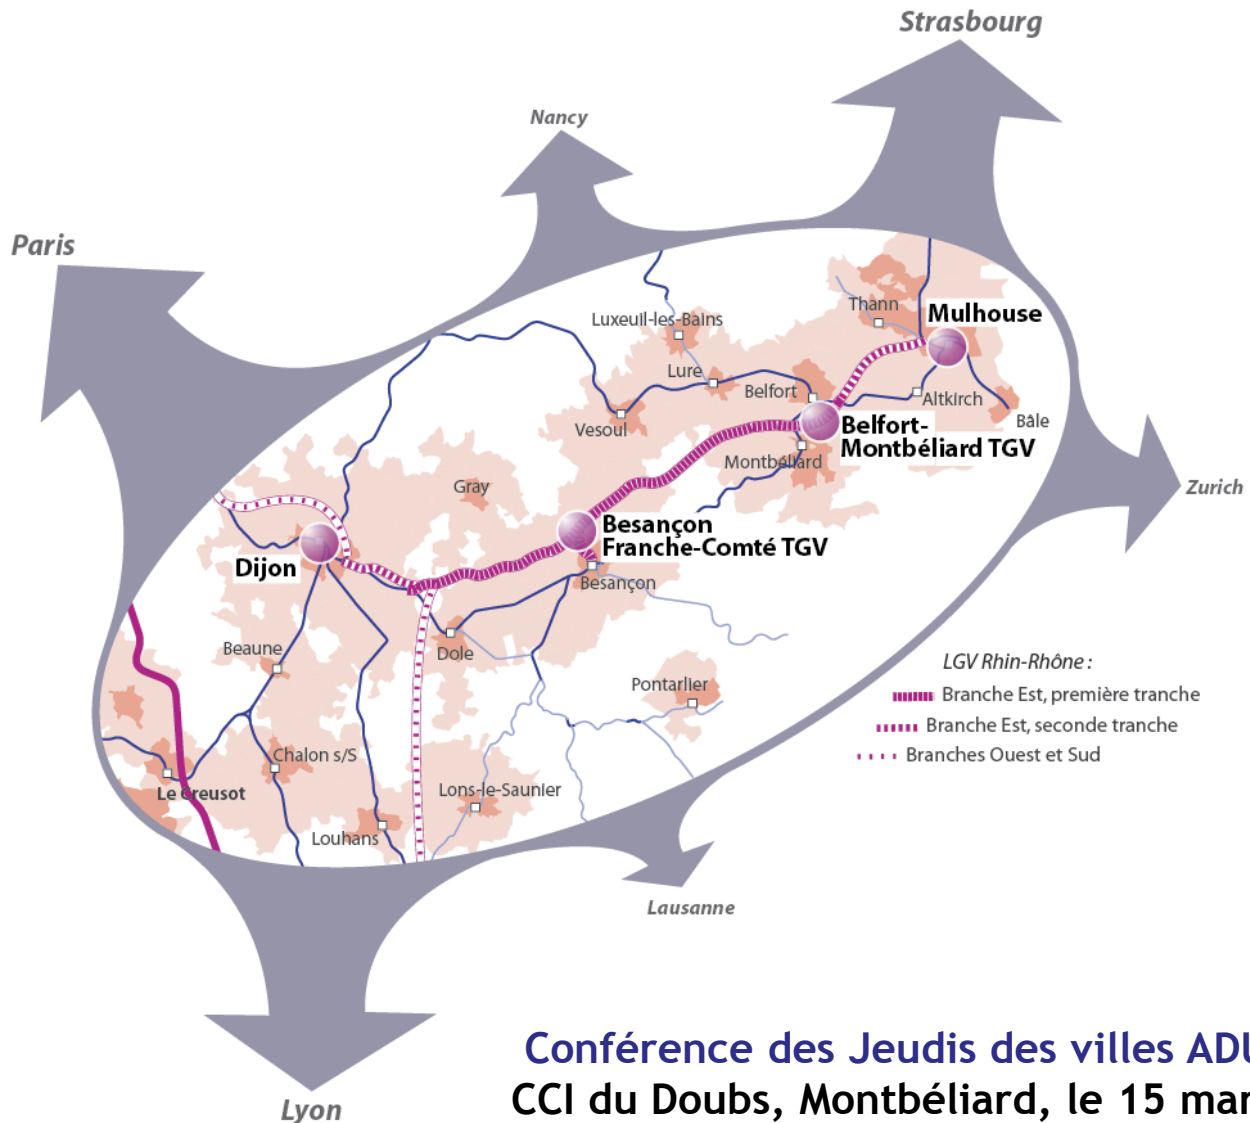 Strasbourg
Nancy
Paris
Thann
Mulhouse
Luxeuil-les-Bains
Lure
Belfort
Altkirch
Bâle
Vesoul
Belfort-
Montbéliard TGV
Montbéliard
Zurich
Gray
Besançon
Franche-Comté TGV
Dijon
Besançon
Beaune
Dole
LGV Rhin-Rhône :
Pontarlier
Branche Est, première tranche
Branche Est, seconde tranche
Branches Ouest et Sud
Chalon s/S
Le Creusot
Lons-le-Saunier
Louhans
Lausanne
Conférence des Jeudis des villes
CCI du Doubs, Montbéliard, le 15
Lyon